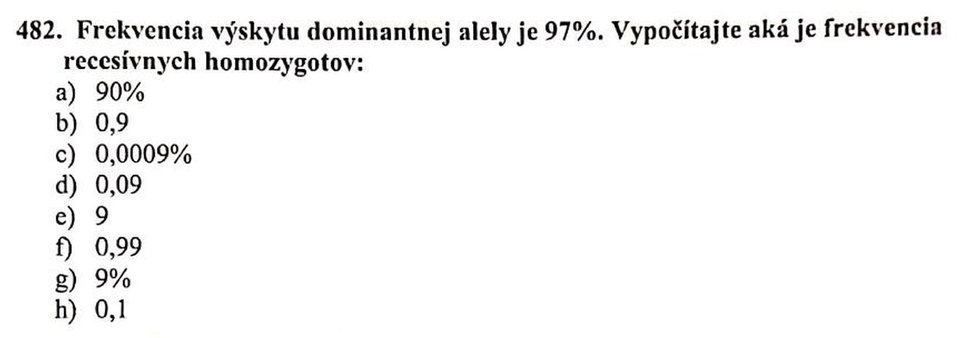 482. Frekvencia výskytu dominantnej alely je 97%. Vypočítajte aká je frekvencia
recesívnych homozygotov:
a) 90%
b) 0,9
c) 0,0009%
d) 0,09
e) 9
f) 0,99
g) 9%
h) 0,1